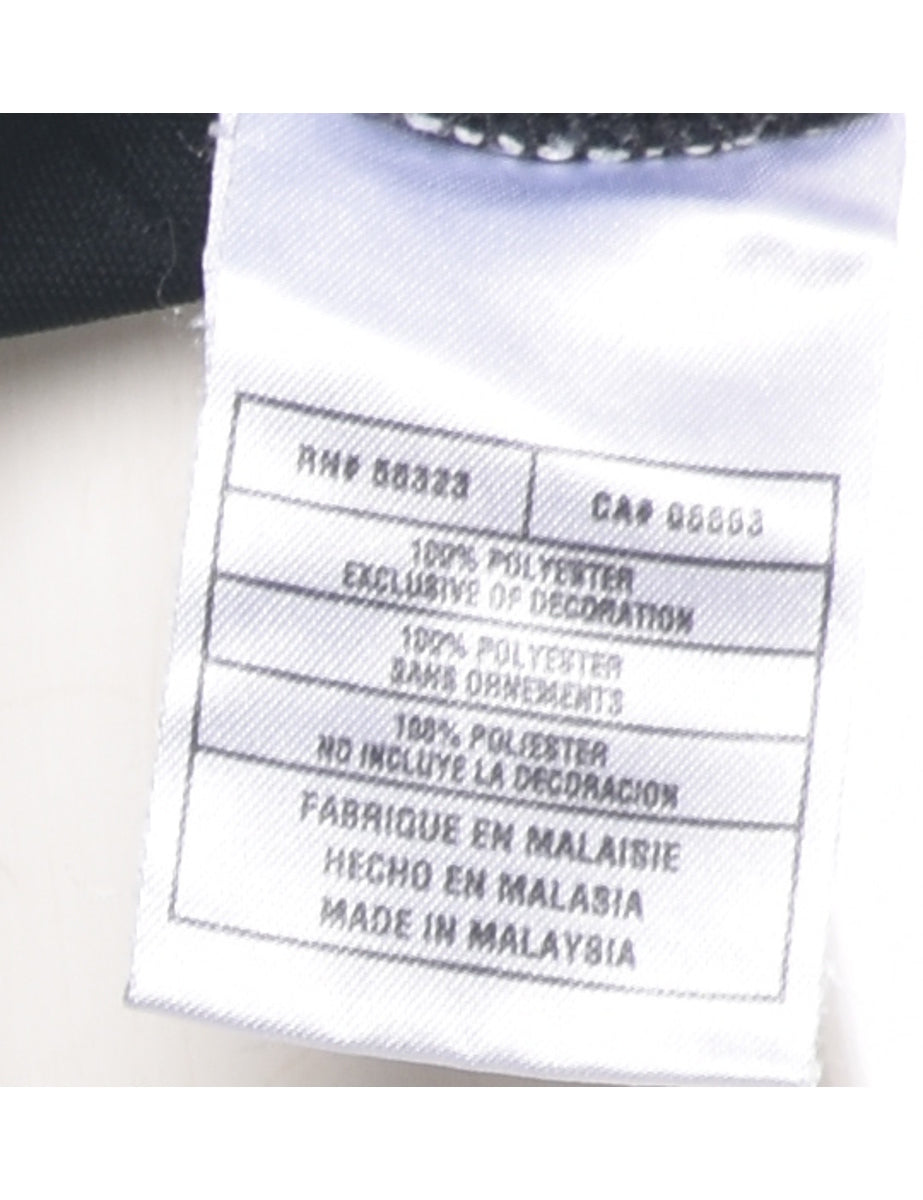 RN# 56323
CA# 05553
100% POLYESTER
EXCLUSIVE OF DECORATION
100% POLYESTER
SANS ORNEMENTS
100% POLIESTER
NO INCLUYE LA DECORACION
FABRIQUE EN MALAISIE
HECHO EN MALASIA
MADE IN MALAYSIA